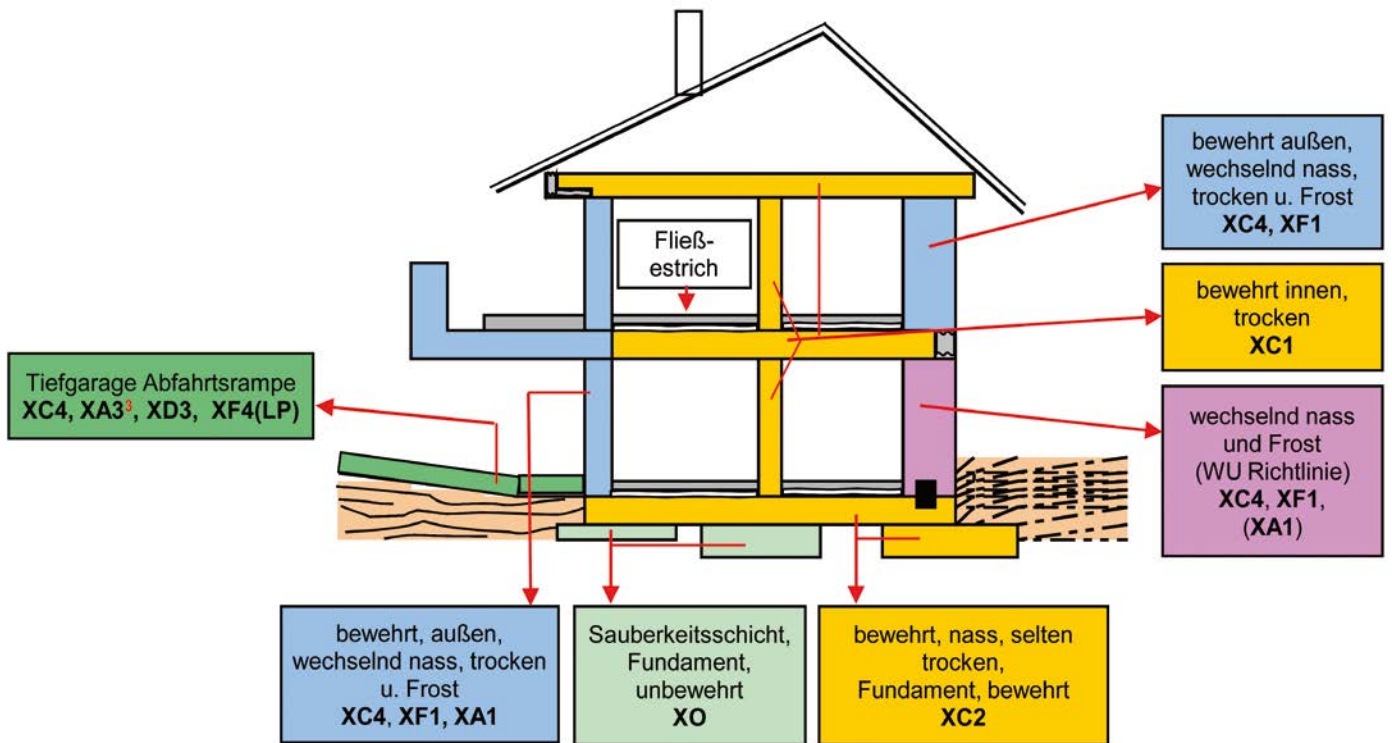 bewehrt außen,
wechselnd nass,
trocken u. Frost
XC4, XF1
Fließ-
estrich
bewehrt innen,
trocken
XC1
Tiefgarage Abfahrtsrampe
XC4, XA3³, XD3, XF4(LP)
wechselnd nass
und Frost
(WU Richtlinie)
XC4, XF1,
(XA1)
bewehrt, außen,
wechselnd nass, trocken
u. Frost
XC4, XF1, XA1
Sauberkeitsschicht,
Fundament,
unbewehrt
XO
bewehrt, nass, selten
trocken,
Fundament, bewehrt
XC2